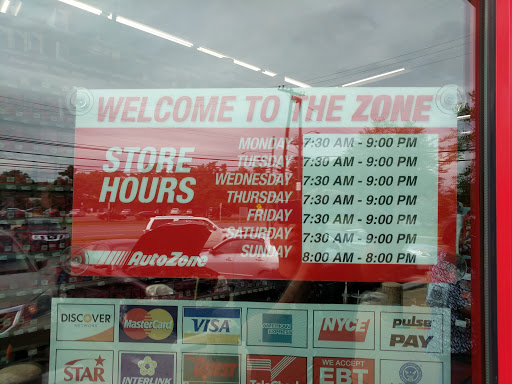 WELCOME TO THE ZONE
STORE HOURS
MONDAY 7:30 AM - 9:00 PM
TUESDAY 7:30 AM - 9:00 PM
WEDNESDAY 7:30 AM - 9:00 PM
THURSDAY 7:30 AM - 9:00 PM
FRIDAY 7:30 AM - 9:00 PM
SATURDAY 7:30 AM - 9:00 PM
SUNDAY 8:00 AM - 8:00 PM
AutoZone
DISCOVER MasterCard VISA AMERICAN EXPRESS NYCE pulse PAY
STAR INTERLINK TeleCheck WE ACCEPT EBT